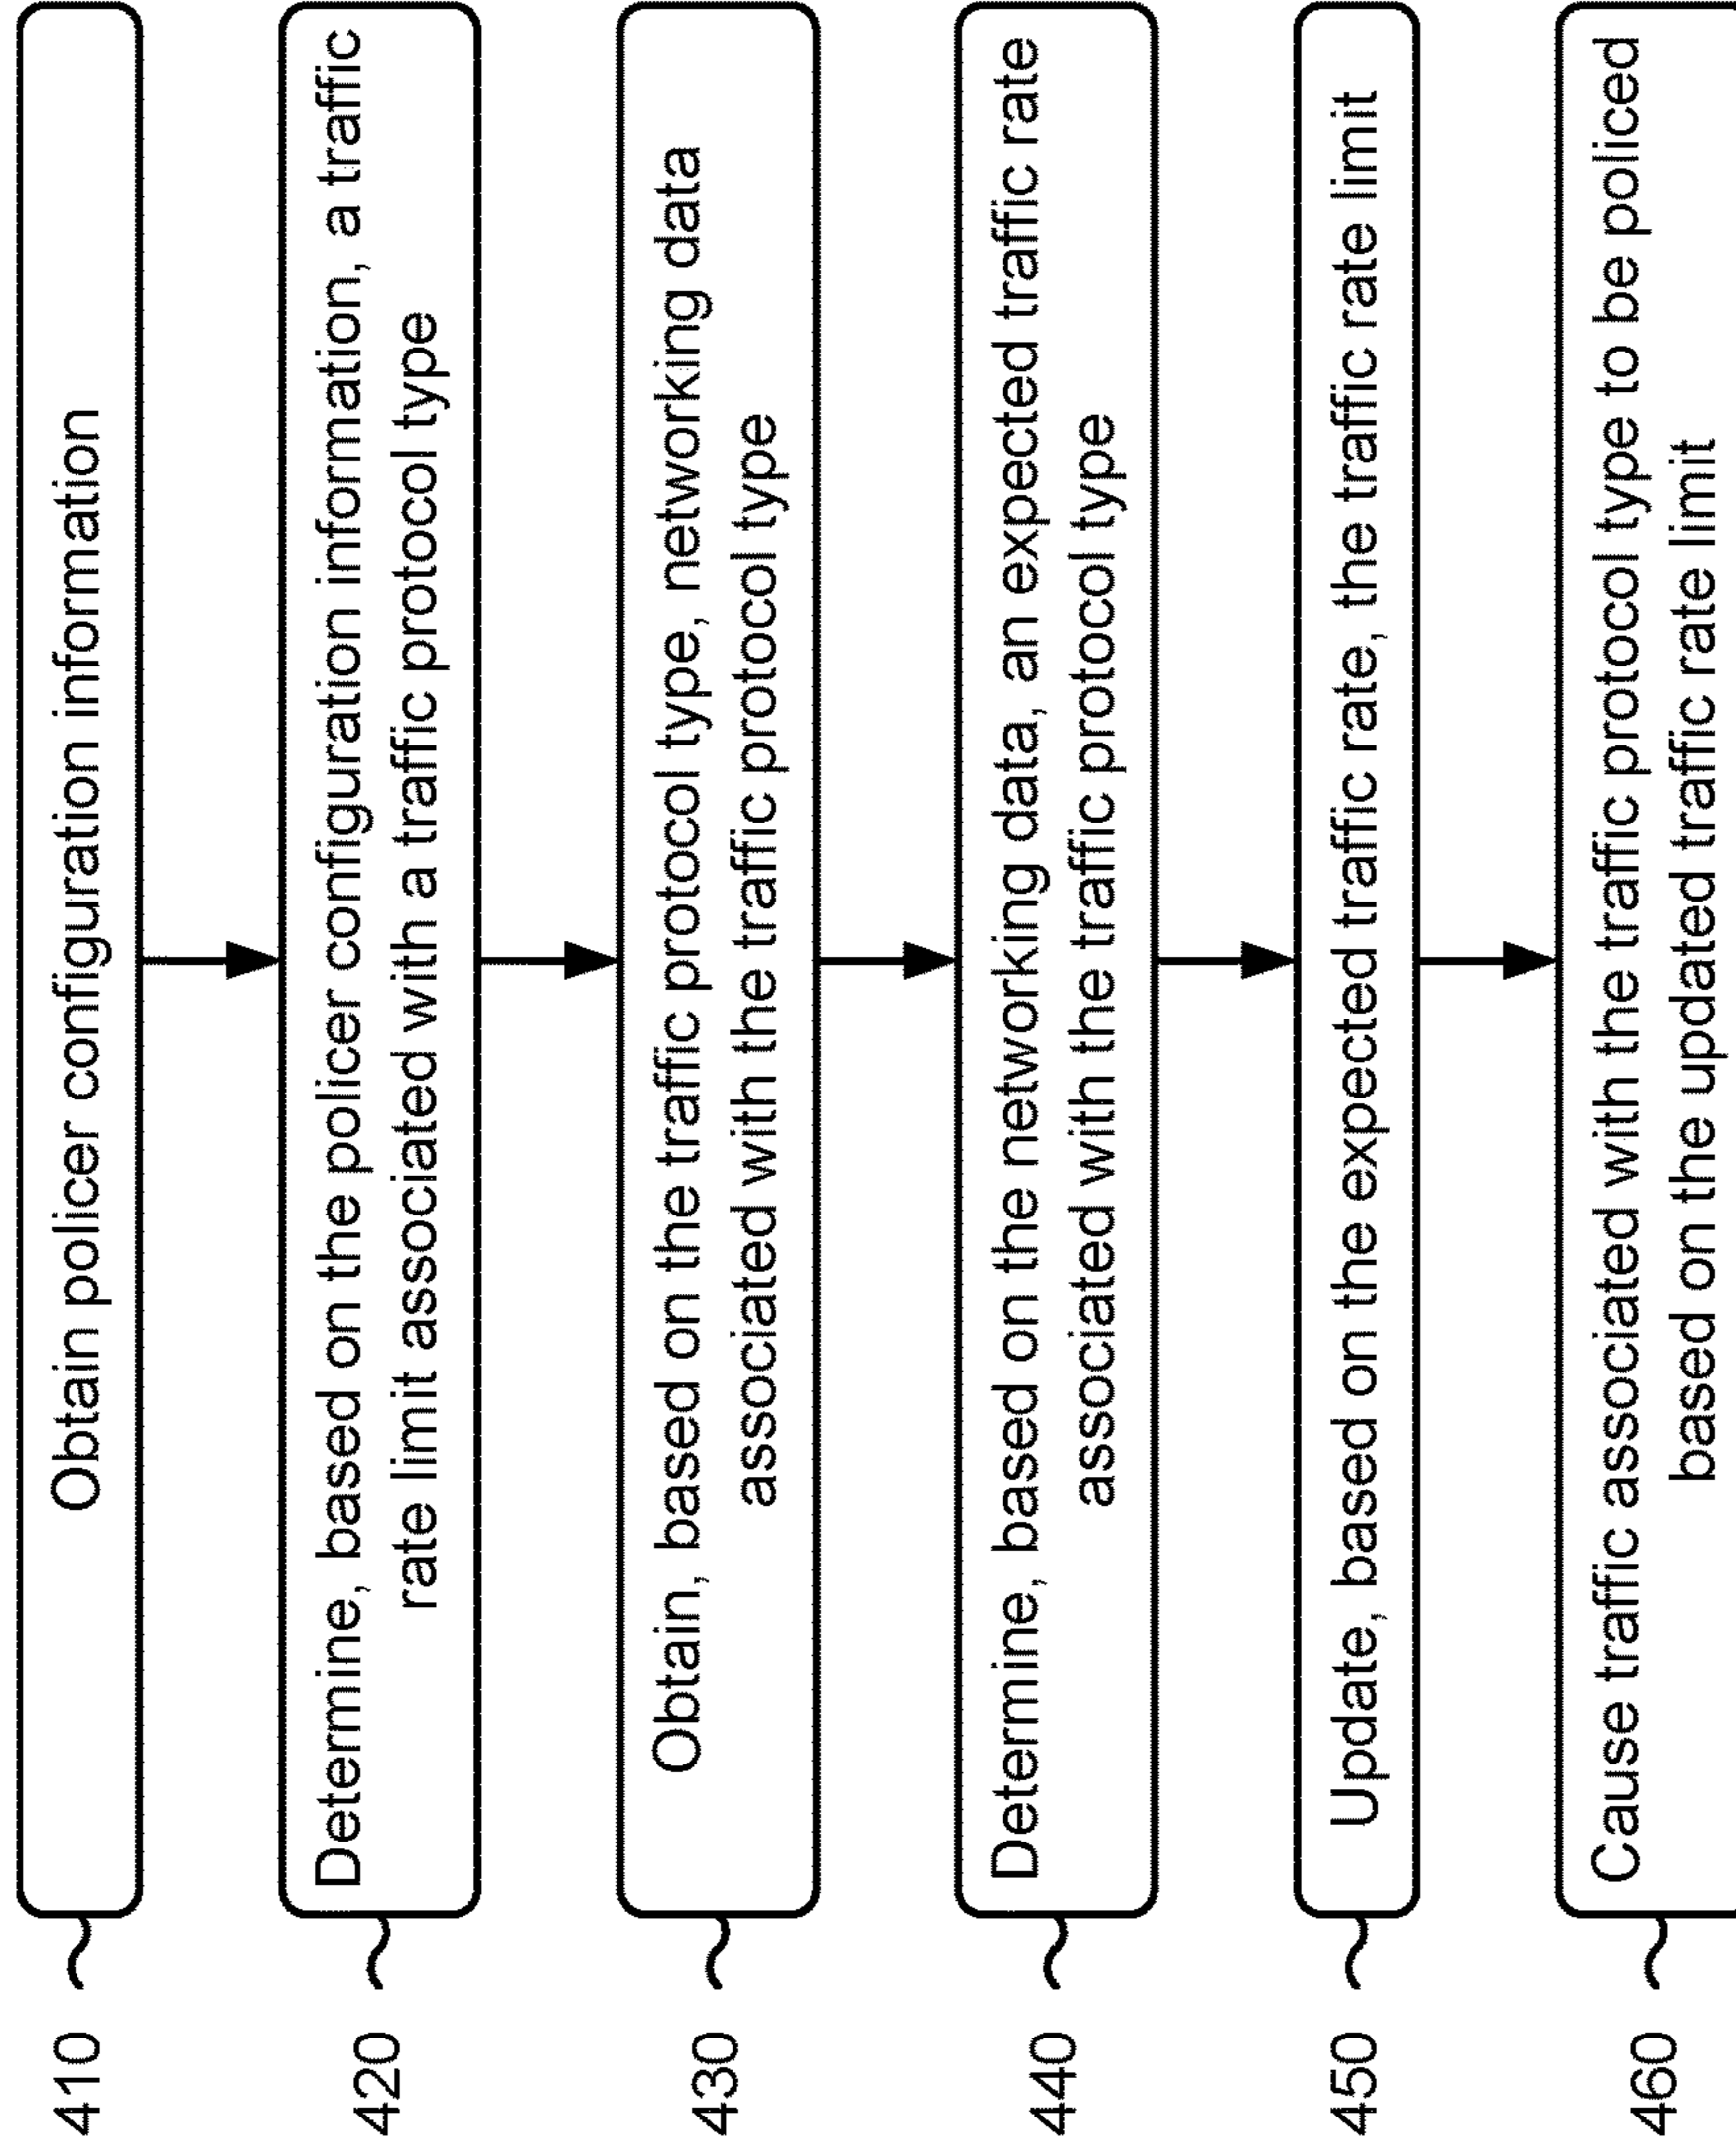 410
Obtain policer configuration information
420
Determine, based on the policer configuration information, a traffic
rate limit associated with a traffic protocol type
430
Obtain, based on the traffic protocol type, networking data
associated with the traffic protocol type
440
Determine, based on the networking data, an expected traffic rate
associated with the traffic protocol type
450
Update, based on the expected traffic rate, the traffic rate limit
460
Cause traffic associated with the traffic protocol type to be policed
based on the updated traffic rate limit